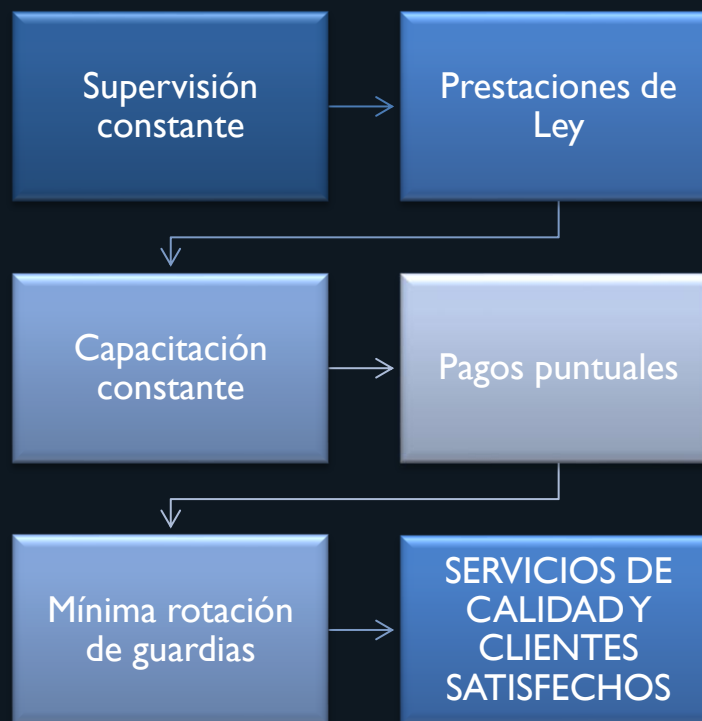 Supervisión
constante
Prestaciones de
Ley
Capacitación
constante
Pagos puntuales
Mínima rotación
de guardias
SERVICIOS DE
CALIDAD Y
CLIENTES
SATISFECHOS